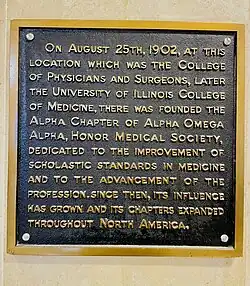 On August 25th, 1902, at this
location which was the College
of Physicians and Surgeons, later
the University of Illinois College
of Medicine, there was founded the
Alpha Chapter of Alpha Omega
Alpha, Honor Medical Society,
dedicated to the improvement of
scholastic standards in medicine
and to the advancement of the
profession. Since then, its influence
has grown and its chapters expanded
throughout North America.